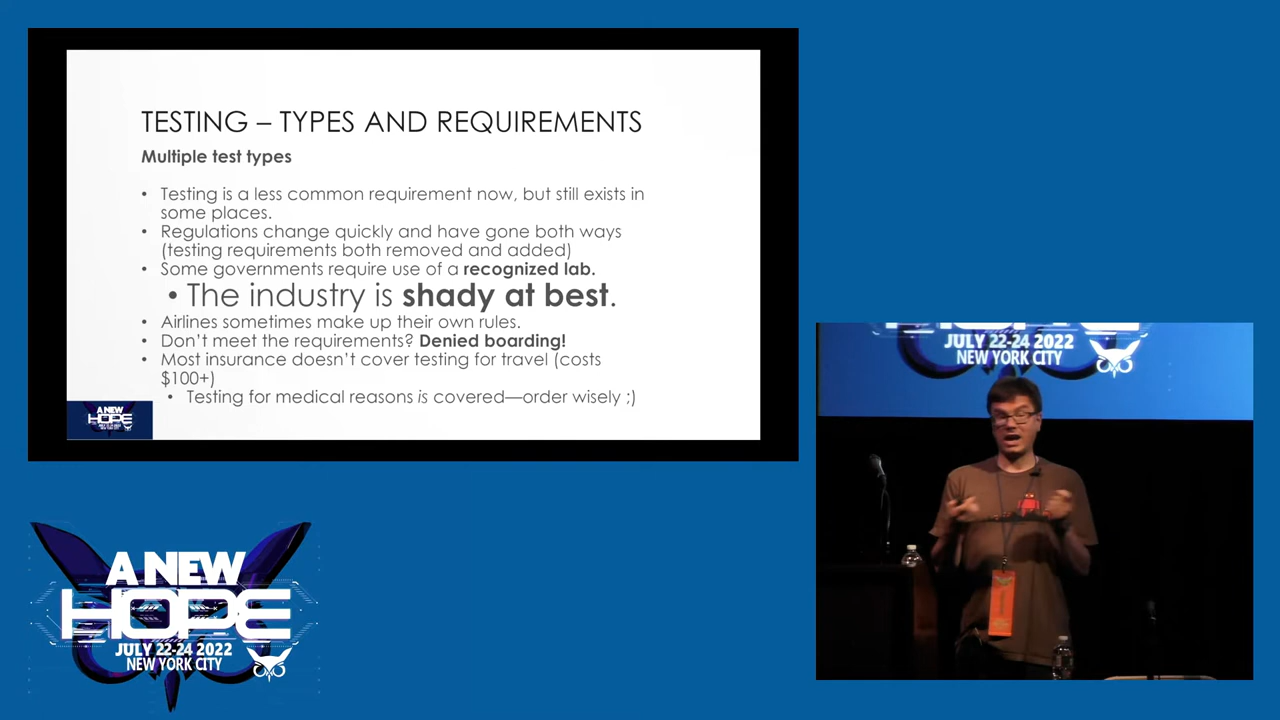 TESTING – TYPES AND REQUIREMENTS
Multiple test types
• Testing is a less common requirement now, but still exists in
some places.
• Regulations change quickly and have gone both ways
(testing requirements both removed and added)
• Some governments require use of a recognized lab.
• The industry is shady at best.
• Airlines sometimes make up their own rules.
• Don't meet the requirements? Denied boarding!
• Most insurance doesn't cover testing for travel (costs
$100+)
• Testing for medical reasons is covered—order wisely ;)
A NEW
HOPE
JULY 22-24 2022
NEW YORK CITY
A NEW
HOPE
JULY 22-24 2022
NEW YORK CITY